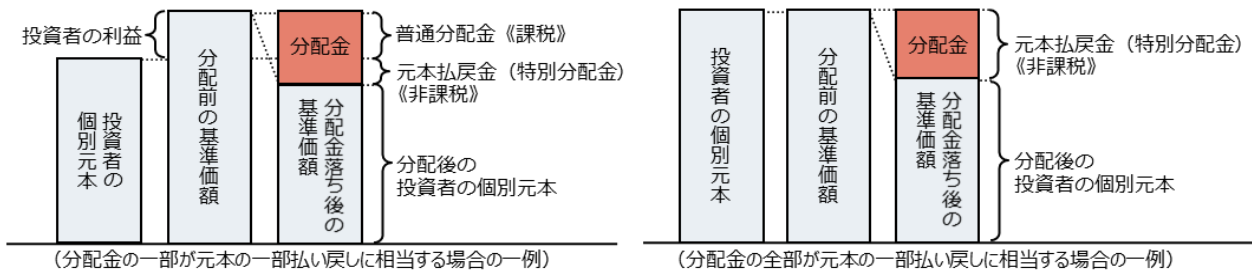 投資者の利益
投資者の
個別元本
分配前の基準価額
分配金
分配金落ち後の
基準価額
普通分配金《課税》
元本払戻金（特別分配金）
《非課税》
分配後の
投資者の個別元本
（分配金の一部が元本の一部払い戻しに相当する場合の一例）
投資者の個別元本
分配前の基準価額
分配金
分配金落ち後の
基準価額
元本払戻金（特別分配金）
《非課税》
分配後の
投資者の個別元本
（分配金の全部が元本の一部払い戻しに相当する場合の一例）